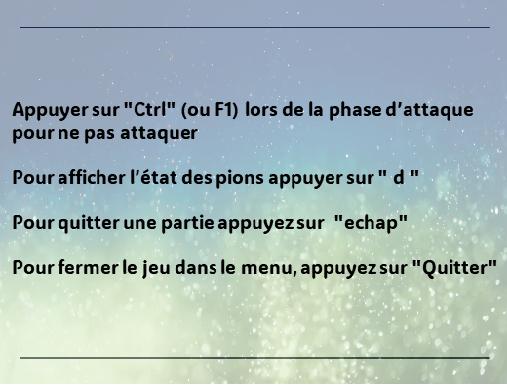 Appuyer sur "Ctrl" (ou F1) lors de la phase d'attaque
pour ne pas attaquer
Pour afficher l'état des pions appuyer sur " d "
Pour quitter une partie appuyez sur "echap"
Pour fermer le jeu dans le menu, appuyez sur "Quitter"